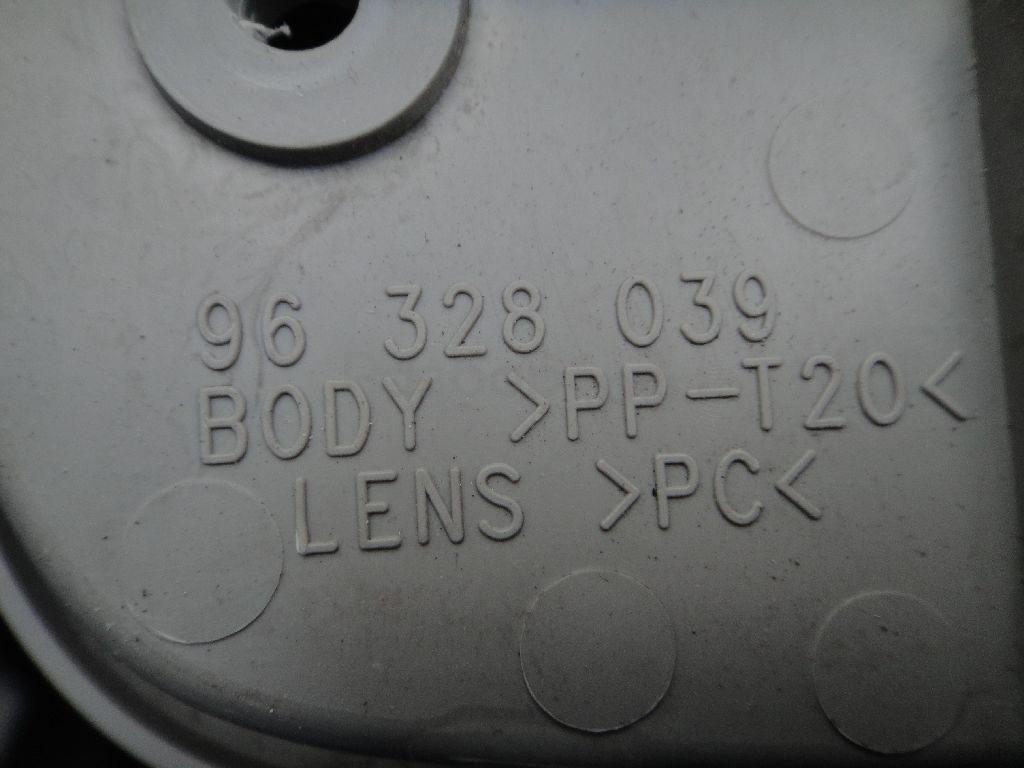 96 328 039
BODY >PP-T20<
LENS >PC<